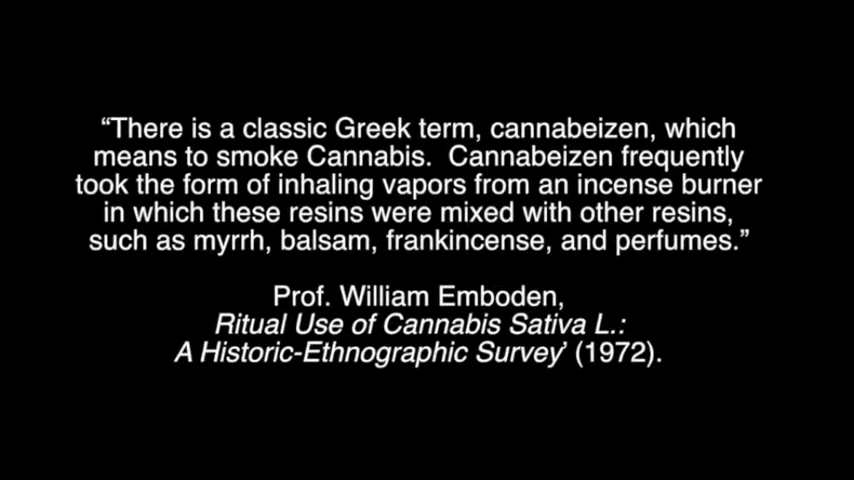 “There is a classic Greek term, cannabeizen, which
means to smoke Cannabis.  Cannabeizen frequently
took the form of inhaling vapors from an incense burner
in which these resins were mixed with other resins,
such as myrrh, balsam, frankincense, and perfumes.”
Prof. William Emboden,
Ritual Use of Cannabis Sativa L.:
A Historic-Ethnographic Survey’ (1972).